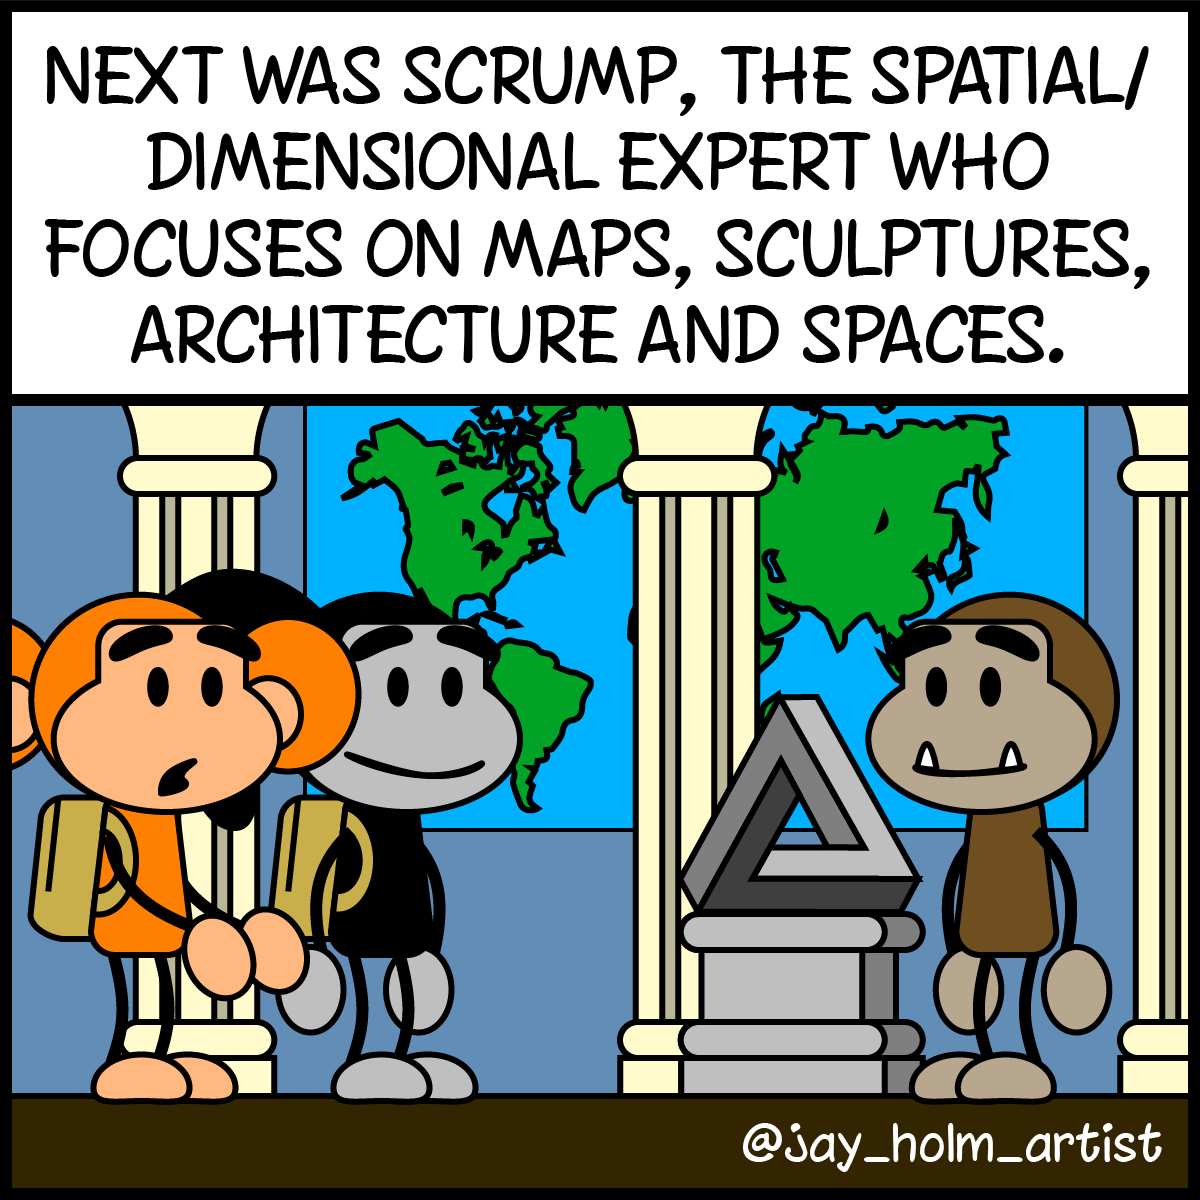 NEXT WAS SCRUMP, THE SPATIAL/
DIMENSIONAL EXPERT WHO
FOCUSES ON MAPS, SCULPTURES,
ARCHITECTURE AND SPACES.
@jay_holm_artist